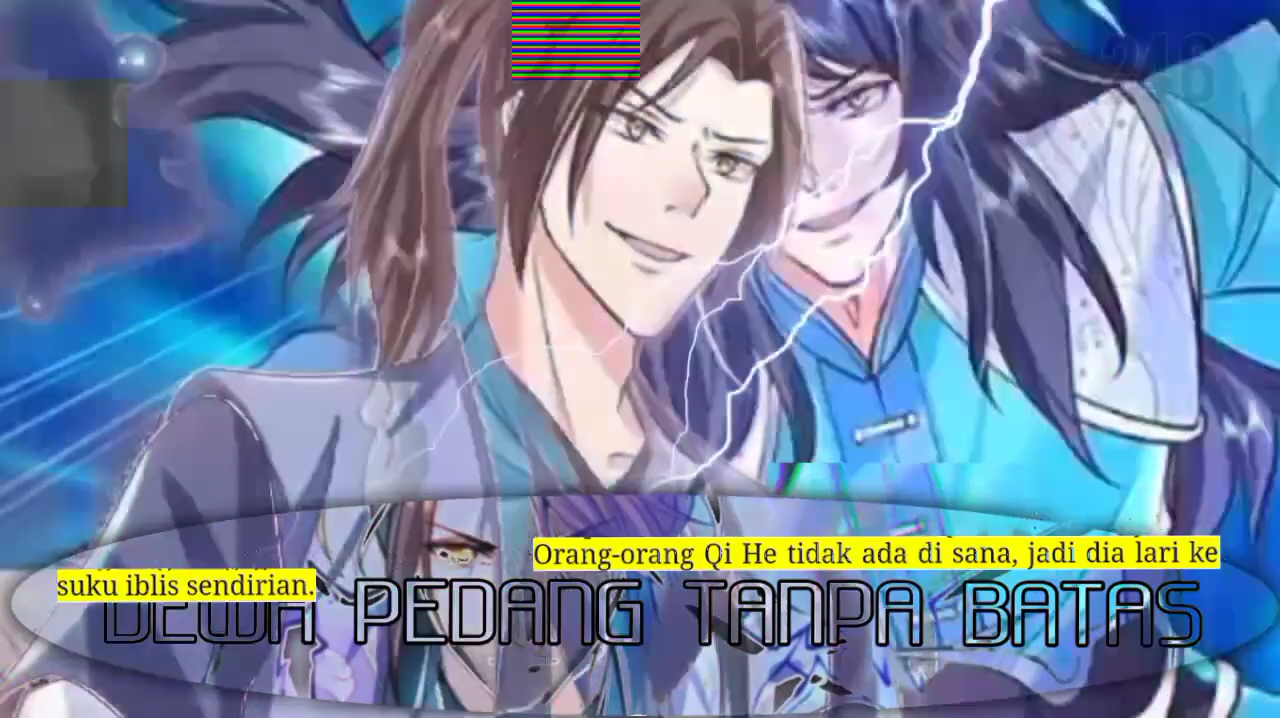 246
Orang-orang Qi He tidak ada di sana, jadi dia lari ke
suku iblis sendirian.
DEWA PEDANG TANPA BATAS